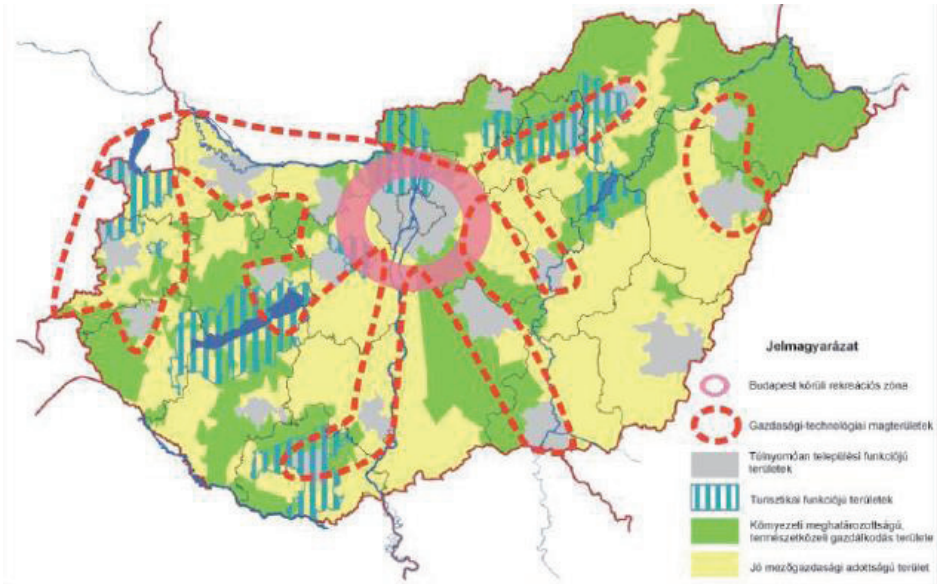 Jelmagyarázat
Budapest körüli rekreációs zóna
Gazdasági-technológiai magterületek
Túlnyomóan települési funkciójú
területek
Turisztikai funkciójú területek
Környezeti meghatározottságú,
természetközeli gazdálkodás területe
Jó mezőgazdasági adottságú terület